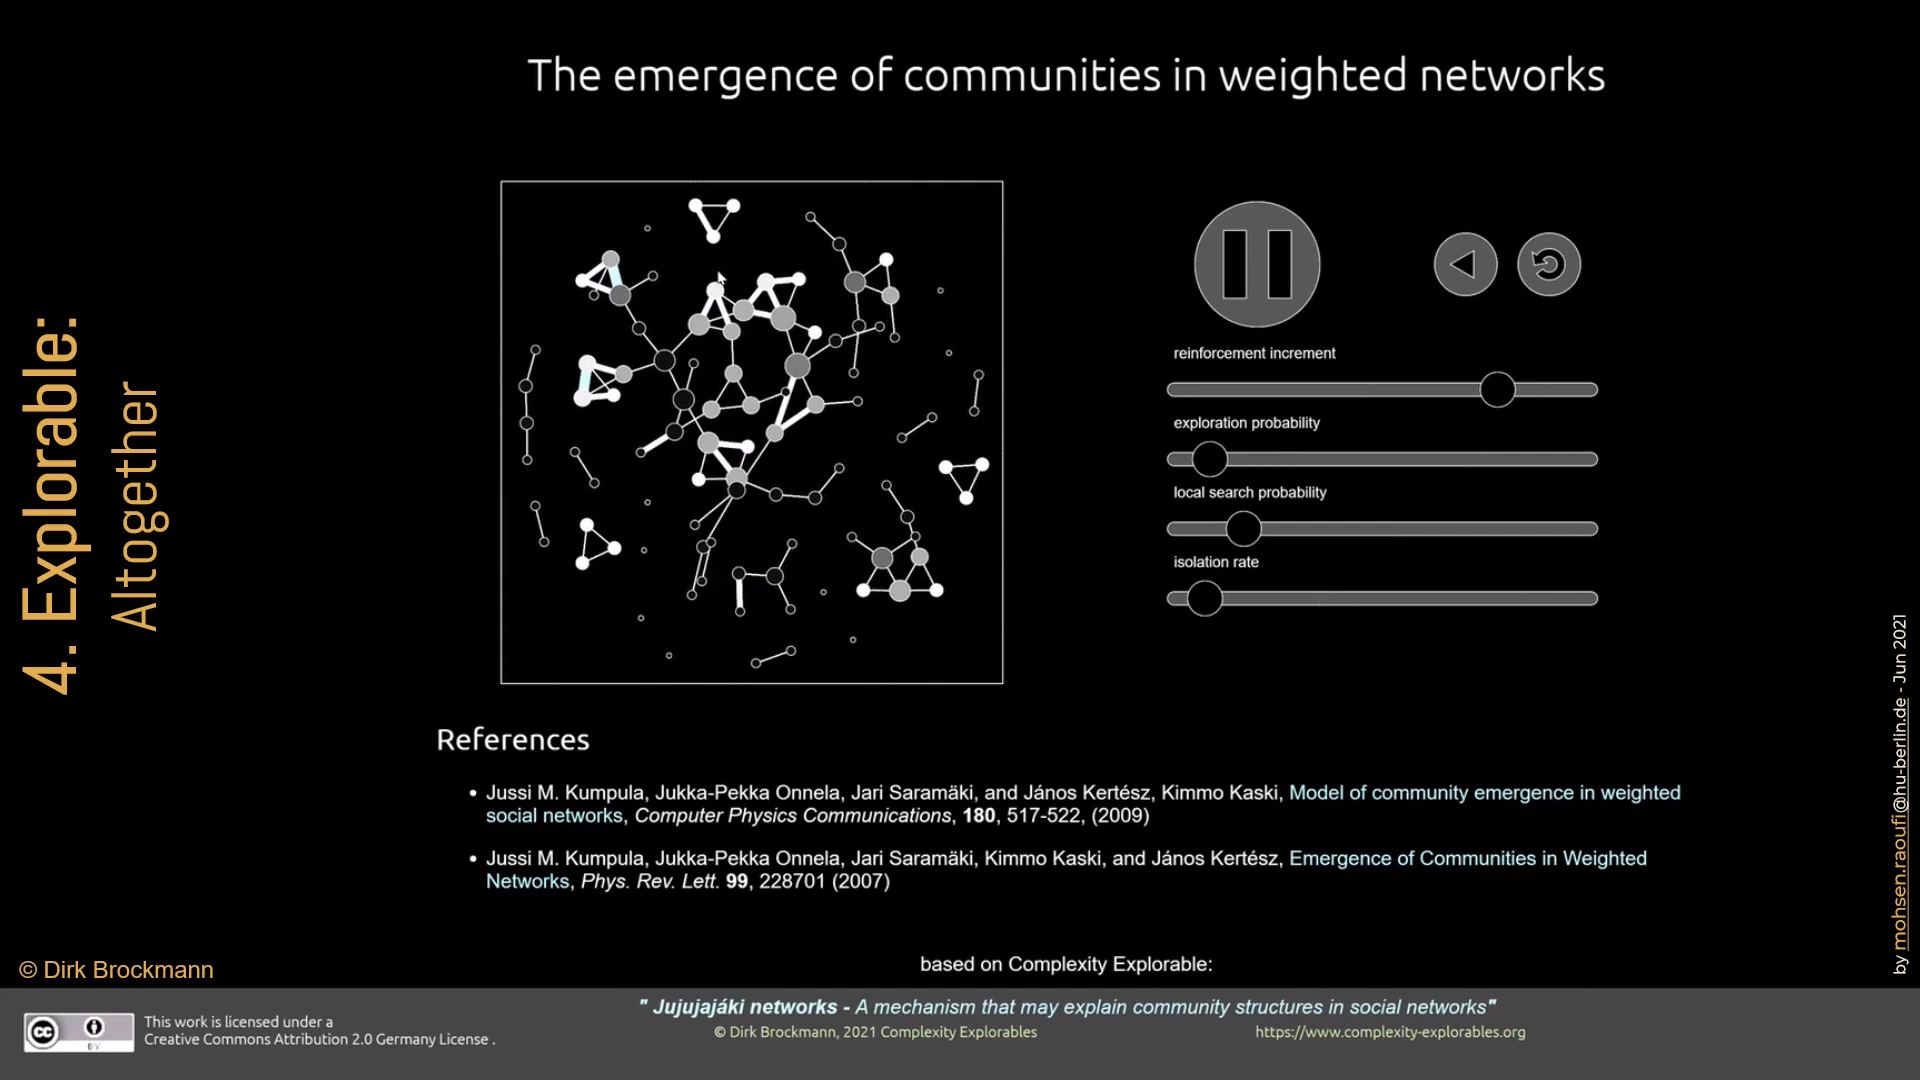 The emergence of communities in weighted networks
4. Explorable:
Altogether
reinforcement increment
exploration probability
local search probability
isolation rate
References
• Jussi M. Kumpula, Jukka-Pekka Onnela, Jari Saramäki, and János Kertész, Kimmo Kaski, Model of community emergence in weighted
social networks, Computer Physics Communications, 180, 517-522, (2009)
• Jussi M. Kumpula, Jukka-Pekka Onnela, Jari Saramäki, Kimmo Kaski, and János Kertész, Emergence of Communities in Weighted
Networks, Phys. Rev. Lett. 99, 228701 (2007)
by mohsen.raoufi@hu-berlin.de - Jun 2021
© Dirk Brockmann
based on Complexity Explorable:
" Jujujajáki networks - A mechanism that may explain community structures in social networks"
© Dirk Brockmann, 2021 Complexity Explorables
https://www.complexity-explorables.org
cc
BY
This work is licensed under a
Creative Commons Attribution 2.0 Germany License .